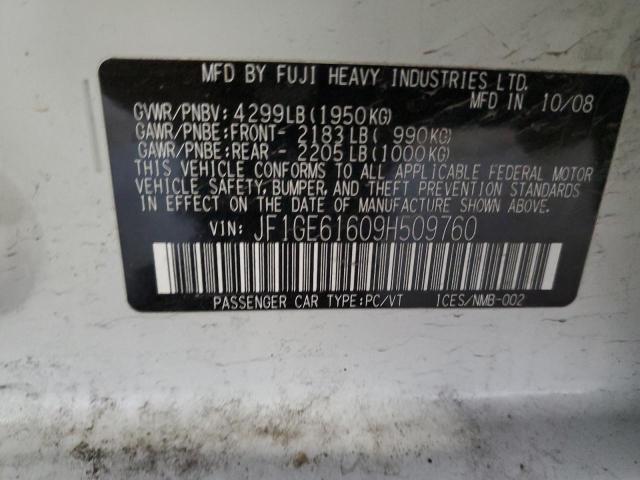 MFD BY FUJI HEAVY INDUSTRIES LTD.
MFD IN 10/08
GVWR/PNBV: 4299LB(1950KG)
GAWR/PNBE:FRONT- 2183LB( 990KG)
GAWR/PNBE:REAR - 2205LB(1000KG)
THIS VEHICLE CONFORMS TO ALL APPLICABLE FEDERAL MOTOR
VEHICLE SAFETY, BUMPER, AND THEFT PREVENTION STANDARDS IN
EFFECT ON THE DATE OF MANUFACTURE SHOWN ABOVE.
VIN: JF1GE61609H509760
PASSENGER CAR TYPE:PC/VT ICES/NMB-002